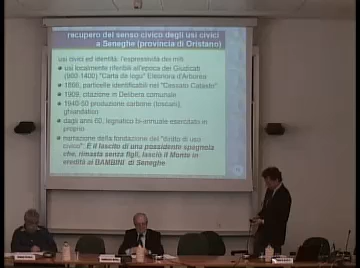 recupero del senso civico degli usi civici
a Seneghe (provincia di Oristano)
usi civici ed identità: l'espressività dei miti
usi localmente riferibili all'epoca dei Giudicati
(900-1400) "Carta de logu" Eleonora d'Arborea
particelle identificabili nel "Cessato Catasto"
1909, citazione in Delibera comunale
1940-50 produzione carbone
ghiandatico
dagli anni 60, legnatico bi-annuale esercitato in
proprio
narrazione della fondazione del "diritto di uso
civico". È il lascito di una possidente spagnola
che, rimasta senza figli, lasciò il Monte in
eredità ai BAMBINI di Seneghe